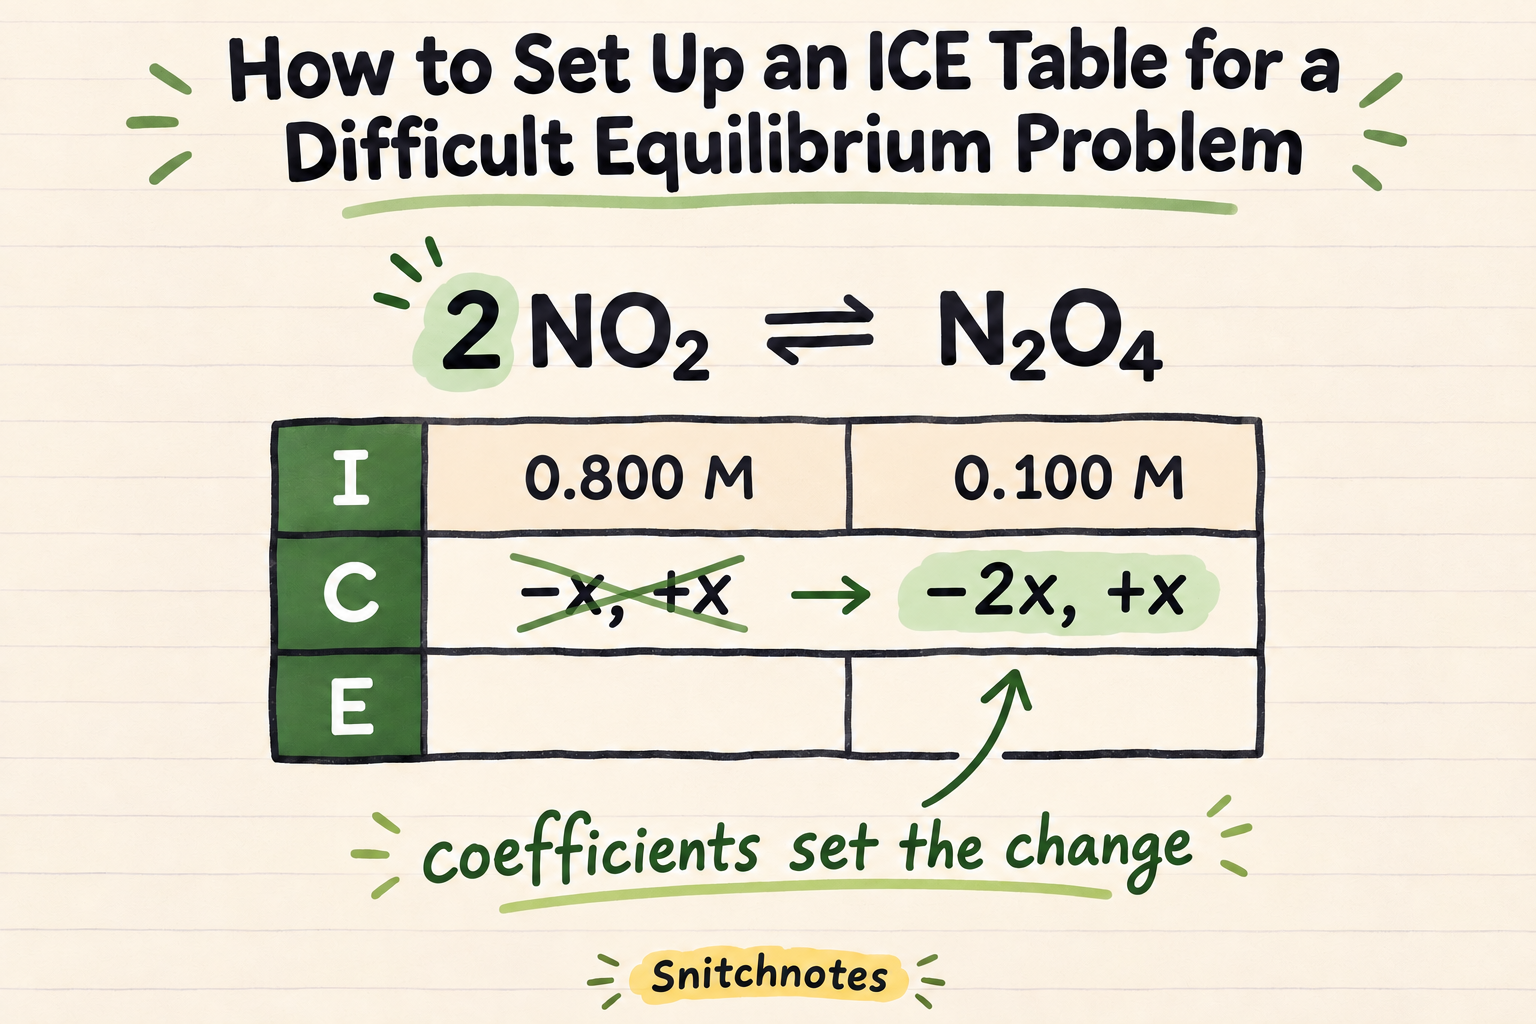 How to Set Up an ICE Table for a
Difficult Equilibrium Problem
2 NO₂ ⇌ N₂O₄
I 0.800 M 0.100 M
C −x, +x → −2x, +x
E
coefficients set the change
Snitchnotes